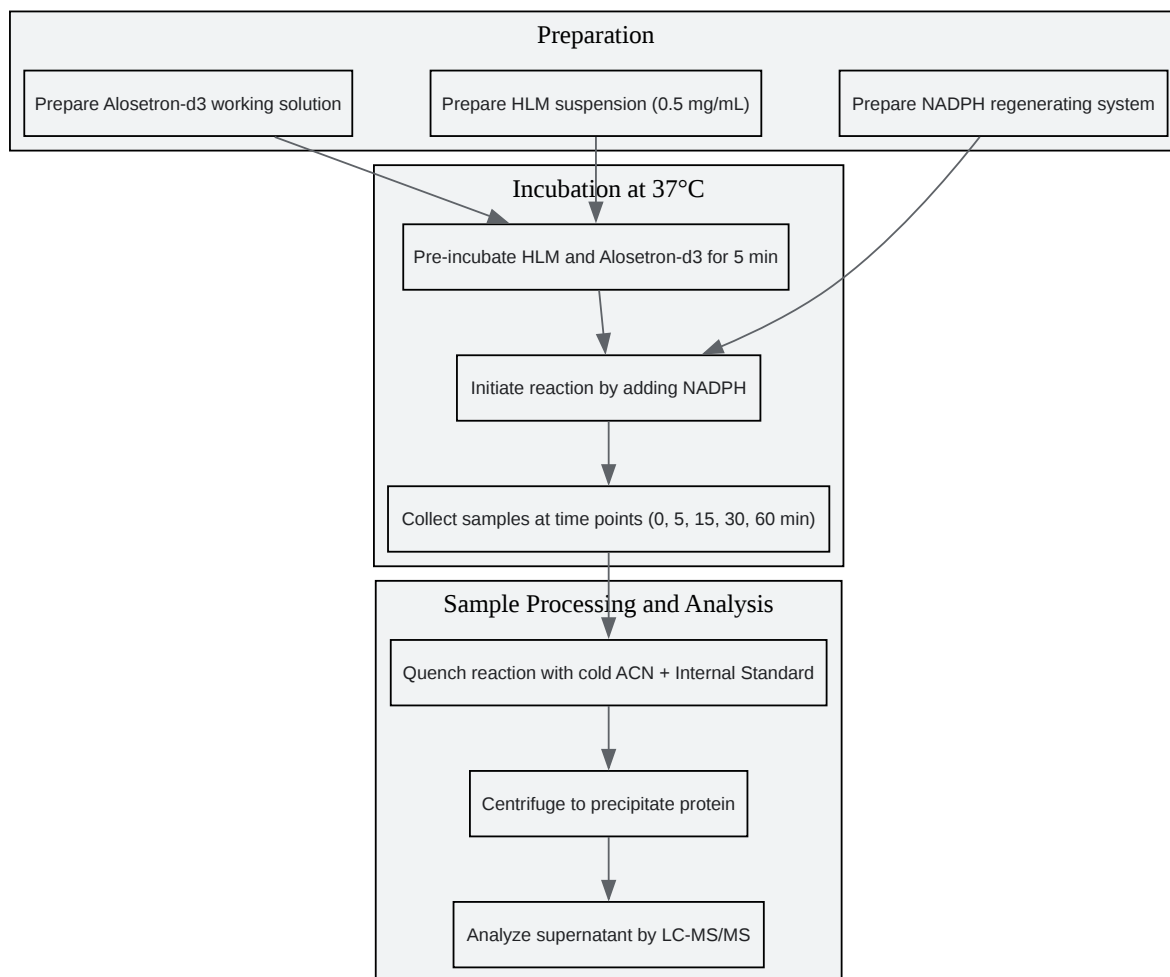 Preparation
Prepare Alosetron-d3 working solution
Prepare HLM suspension (0.5 mg/mL)
Prepare NADPH regenerating system
Incubation at 37°C
Pre-incubate HLM and Alosetron-d3 for 5 min
Initiate reaction by adding NADPH
Collect samples at time points (0, 5, 15, 30, 60 min)
Sample Processing and Analysis
Quench reaction with cold ACN + Internal Standard
Centrifuge to precipitate protein
Analyze supernatant by LC-MS/MS